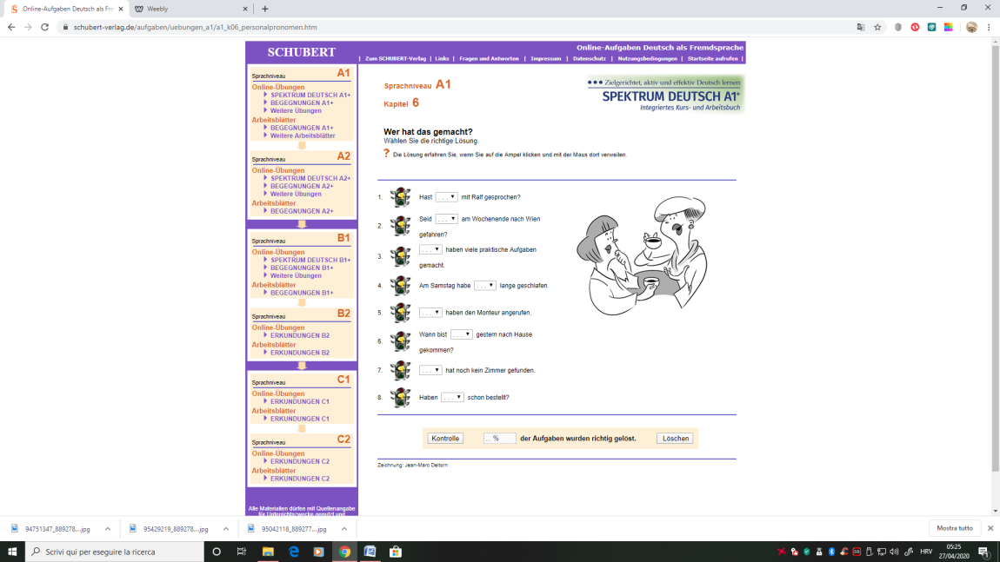 Online-Aufgaben Deutsch als Fre
Weebly
schubert-verlag.de/aufgaben/uebungen_a1/a1_k06_personalpronomen.htm
SCHUBERT
Online-Aufgaben Deutsch als Fremdsprache
| Zum SCHUBERT-Verlag | Links | Fragen und Antworten | Impressum | Datenschutz | Nutzungsbedingungen | Startseite aufrufen |
Sprachniveau A1
Online-Übungen
SPEKTRUM DEUTSCH A1+
BEGEGNUNGEN A1+
Weitere Übungen
Arbeitsblätter
BEGEGNUNGEN A1+
Weitere Arbeitsblätter
Sprachniveau A2
Online-Übungen
SPEKTRUM DEUTSCH A2+
BEGEGNUNGEN A2+
Weitere Übungen
Arbeitsblätter
BEGEGNUNGEN A2+
Sprachniveau B1
Online-Übungen
SPEKTRUM DEUTSCH B1+
BEGEGNUNGEN B1+
Weitere Übungen
Arbeitsblätter
BEGEGNUNGEN B1+
Sprachniveau B2
Online-Übungen
ERKUNDUNGEN B2
Arbeitsblätter
ERKUNDUNGEN B2
Sprachniveau C1
Online-Übungen
ERKUNDUNGEN C1
Arbeitsblätter
ERKUNDUNGEN C1
Sprachniveau C2
Online-Übungen
ERKUNDUNGEN C2
Arbeitsblätter
ERKUNDUNGEN C2
Alle Materialien dürfen mit Quellenangabe
für Unterrichtszwecke genutzt und
Sprachniveau A1
Kapitel 6
Zielgerichtet, aktiv und effektiv Deutsch lernen
SPEKTRUM DEUTSCH A1+
Integriertes Kurs- und Arbeitsbuch
Wer hat das gemacht?
Wählen Sie die richtige Lösung.
? Die Lösung erfahren Sie, wenn Sie auf die Ampel klicken und mit der Maus dort verweilen.
1. Hast ... mit Ralf gesprochen?
2. Seid ... am Wochenende nach Wien
gefahren?
3. ... haben viele praktische Aufgaben
gemacht.
4. Am Samstag habe ... lange geschlafen.
5. ... haben den Monteur angerufen.
6. Wann bist ... gestern nach Hause
gekommen?
7. ... hat noch kein Zimmer gefunden.
8. Haben ... schon bestellt?
Kontrolle .. % der Aufgaben wurden richtig gelöst. Löschen
Zeichnung: Jean-Marc Deltorn
94751347_889278....jpg
95429219_889278....jpg
95042118_889277....jpg
Mostra tutto
Scrivi qui per eseguire la ricerca
HRV
05:25
27/04/2020